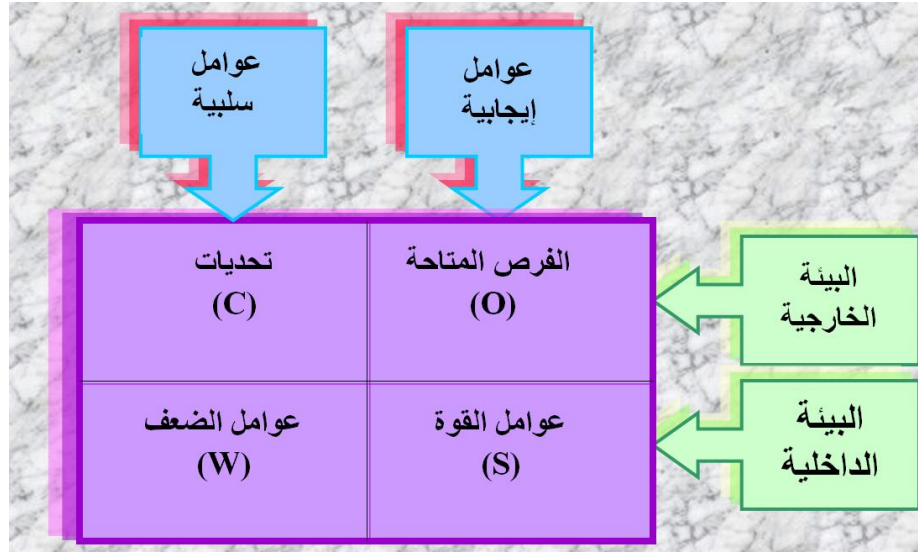 عوامل
إيجابية
عوامل
سلبية
البيئة
الخارجية
الفرص المتاحة
(O)
تحديات
(C)
البيئة
الداخلية
عوامل القوة
(S)
عوامل الضعف
(W)